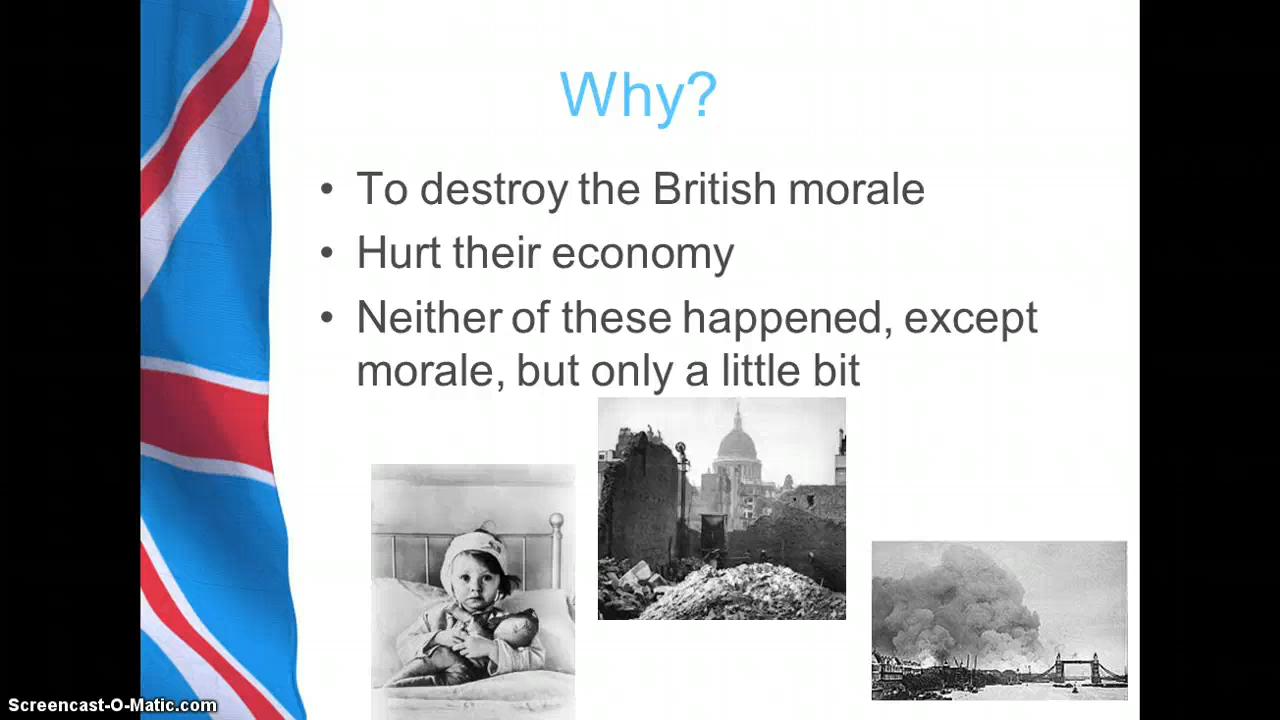 Why?
• To destroy the British morale
• Hurt their economy
• Neither of these happened, except
morale, but only a little bit
Screencast-O-Matic.com